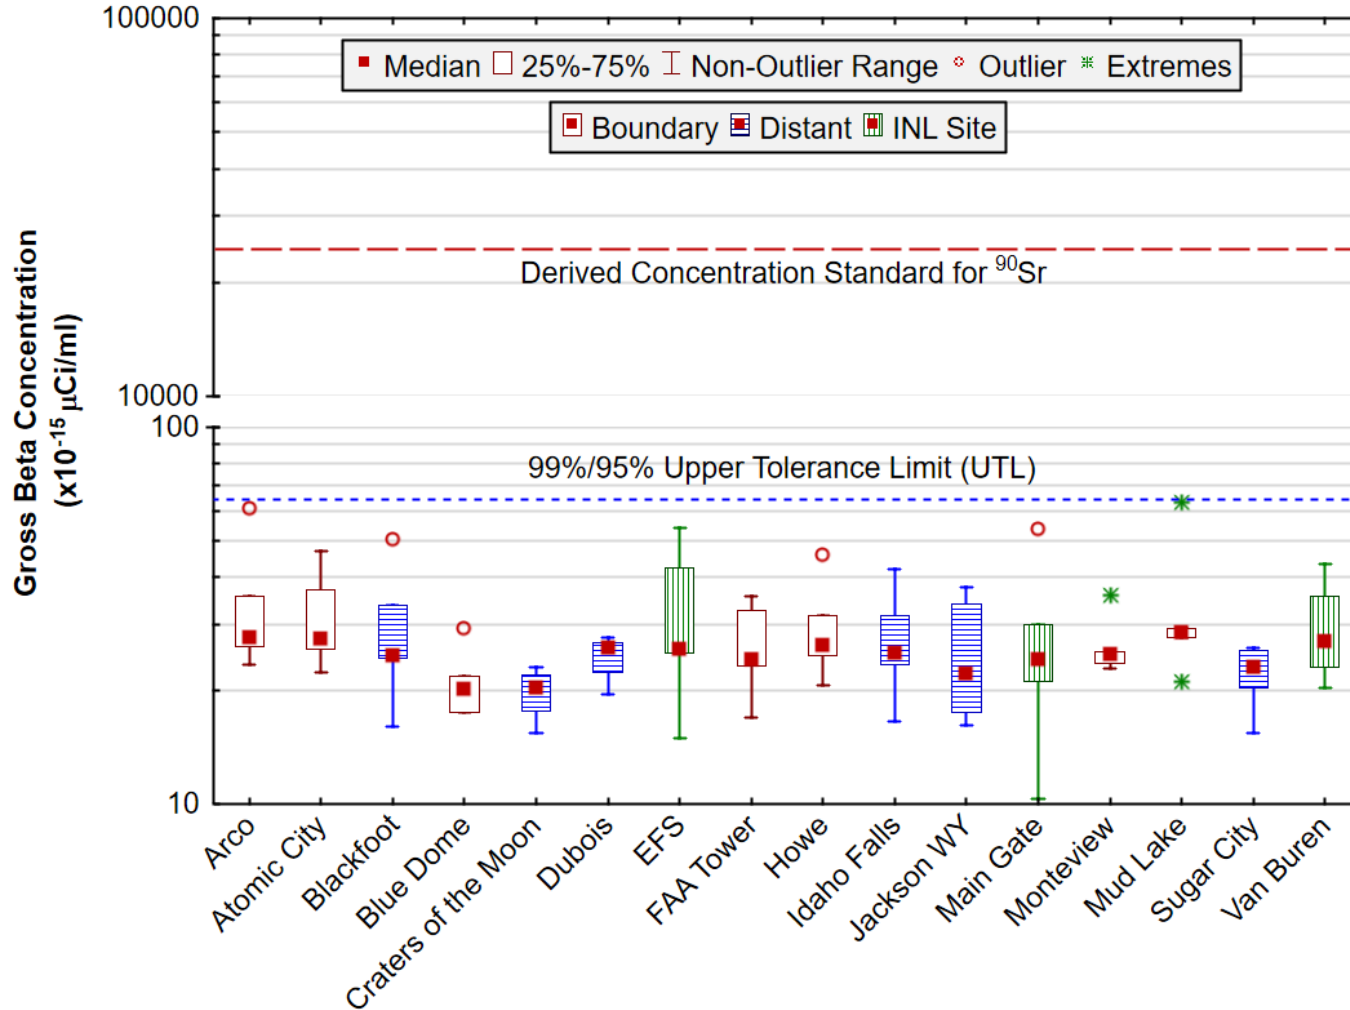 100000
Median 25%-75% Non-Outlier Range Outlier Extremes
Boundary Distant INL Site
Derived Concentration Standard for ⁹⁰Sr
10000
100
99%/95% Upper Tolerance Limit (UTL)
10
Gross Beta Concentration
(x10⁻¹⁵ μCi/ml)
Arco
Atomic City
Blackfoot
Blue Dome
Craters of the Moon
Dubois
EFS
FAA Tower
Howe
Idaho Falls
Jackson WY
Main Gate
Monteview
Mud Lake
Sugar City
Van Buren